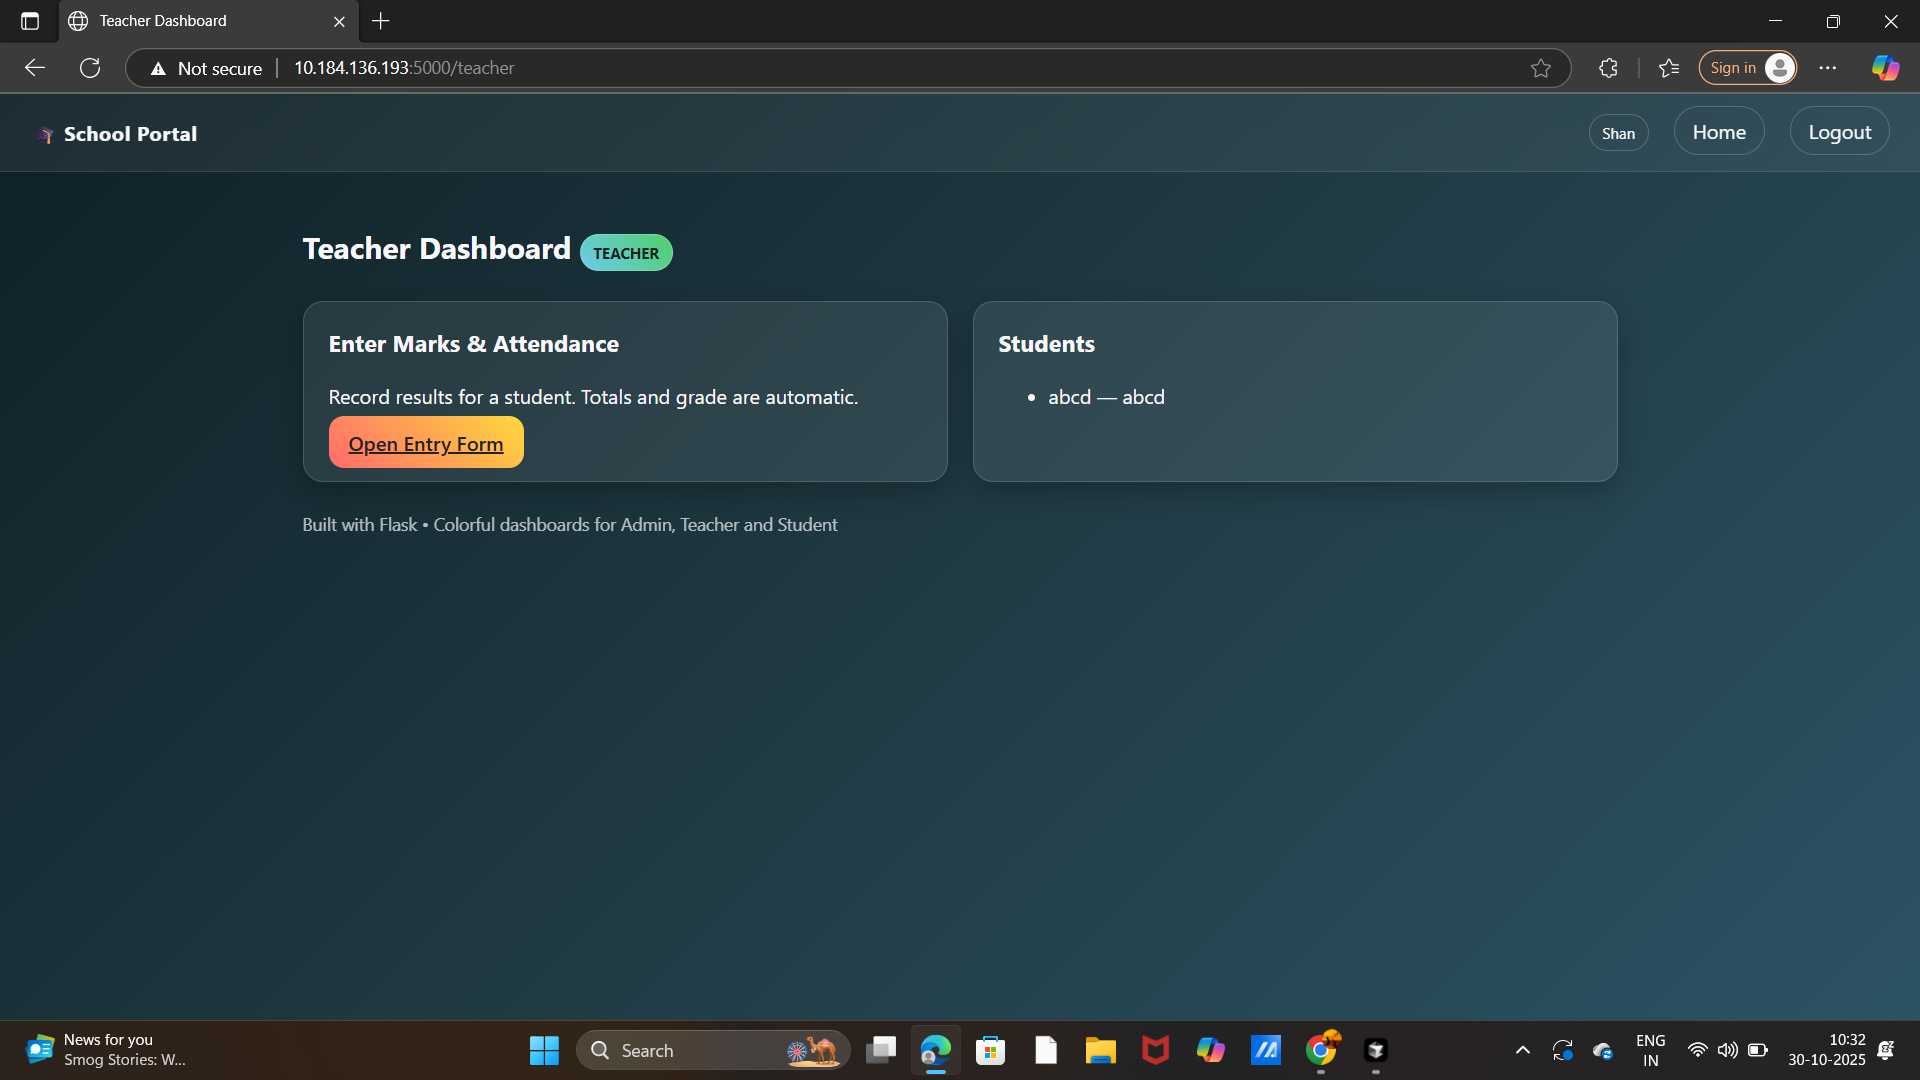 Teacher Dashboard
Not secure
10.184.136.193:5000/teacher
Sign in
School Portal
Shan
Home
Logout
Teacher Dashboard TEACHER
Enter Marks & Attendance
Record results for a student. Totals and grade are automatic.
Open Entry Form
Students
• abcd — abcd
Built with Flask • Colorful dashboards for Admin, Teacher and Student
News for you
Smog Stories: W...
Search
ENG
IN
10:32
30-10-2025